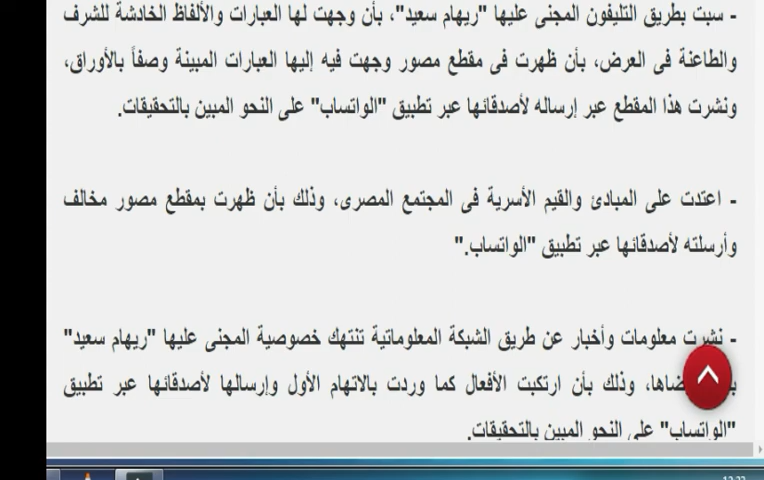 - سبت بطريق التليفون المجنى عليها "ريهام سعيد"، بأن وجهت لها العبارات والألفاظ الخادشة للشرف
والطاعنة فى العرض، بأن ظهرت فى مقطع مصور وجهت فيه إليها العبارات المبينة وصفاً بالأوراق،
ونشرت هذا المقطع عبر إرساله لأصدقائها عبر تطبيق "الواتساب" على النحو المبين بالتحقيقات.
- اعتدت على المبادئ والقيم الأسرية فى المجتمع المصرى، وذلك بأن ظهرت بمقطع مصور مخالف
وأرسلته لأصدقائها عبر تطبيق "الواتساب."
- نشرت معلومات وأخبار عن طريق الشبكة المعلوماتية تنتهك خصوصية المجنى عليها "ريهام سعيد"
وذلك بأن ارتكبت الأفعال كما وردت بالاتهام الأول وإرسالها لأصدقائها عبر تطبيق
"الواتساب" على النحو المبين بالتحقيقات.